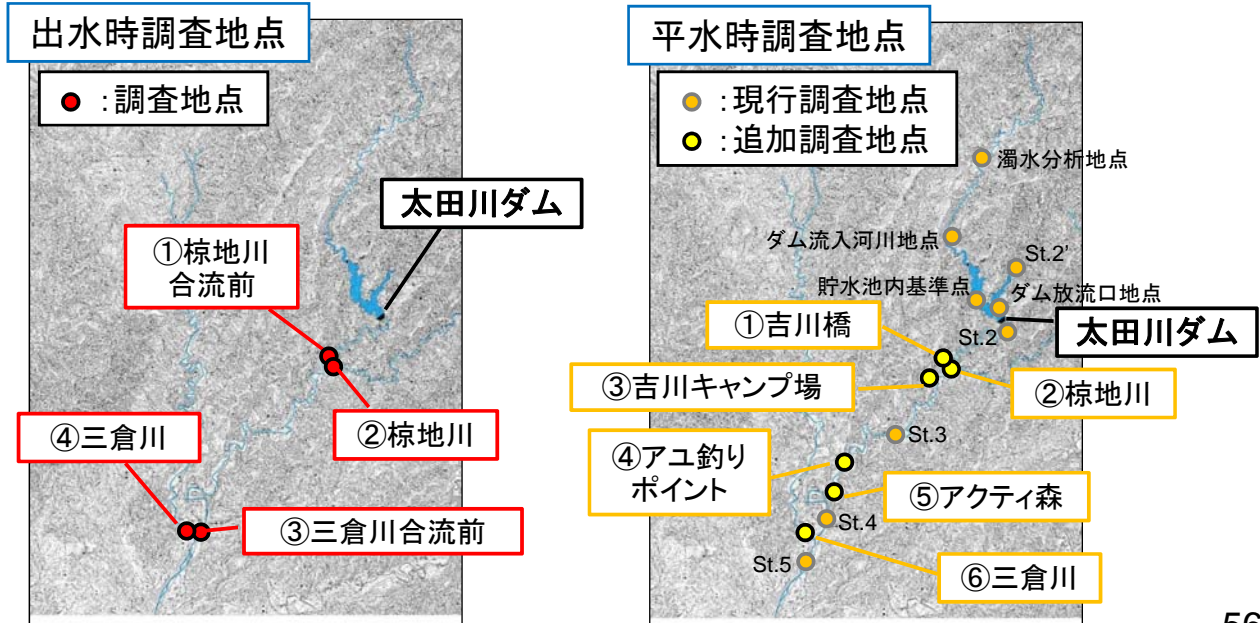 出水時調査地点
：調査地点
太田川ダム
①椋地川
合流前
②椋地川
④三倉川
③三倉川合流前
平水時調査地点
：現行調査地点
：追加調査地点
濁水分析地点
ダム流入河川地点
St.2’
貯水池内基準点
ダム放流口地点
太田川ダム
St.2
①吉川橋
②椋地川
③吉川キャンプ場
St.3
④アユ釣り
ポイント
⑤アクティ森
St.4
St.5
⑥三倉川
56